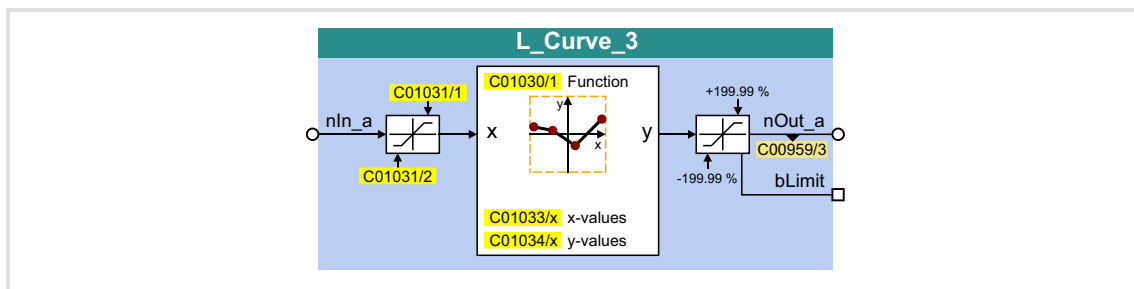 L_Curve_3
C01030/1 Function
C01031/1
+199.99 %
nIn_a
x
y
x
y
nOut_a
C00959/3
C01031/2
-199.99 %
bLimit
C01033/x x-values
C01034/x y-values